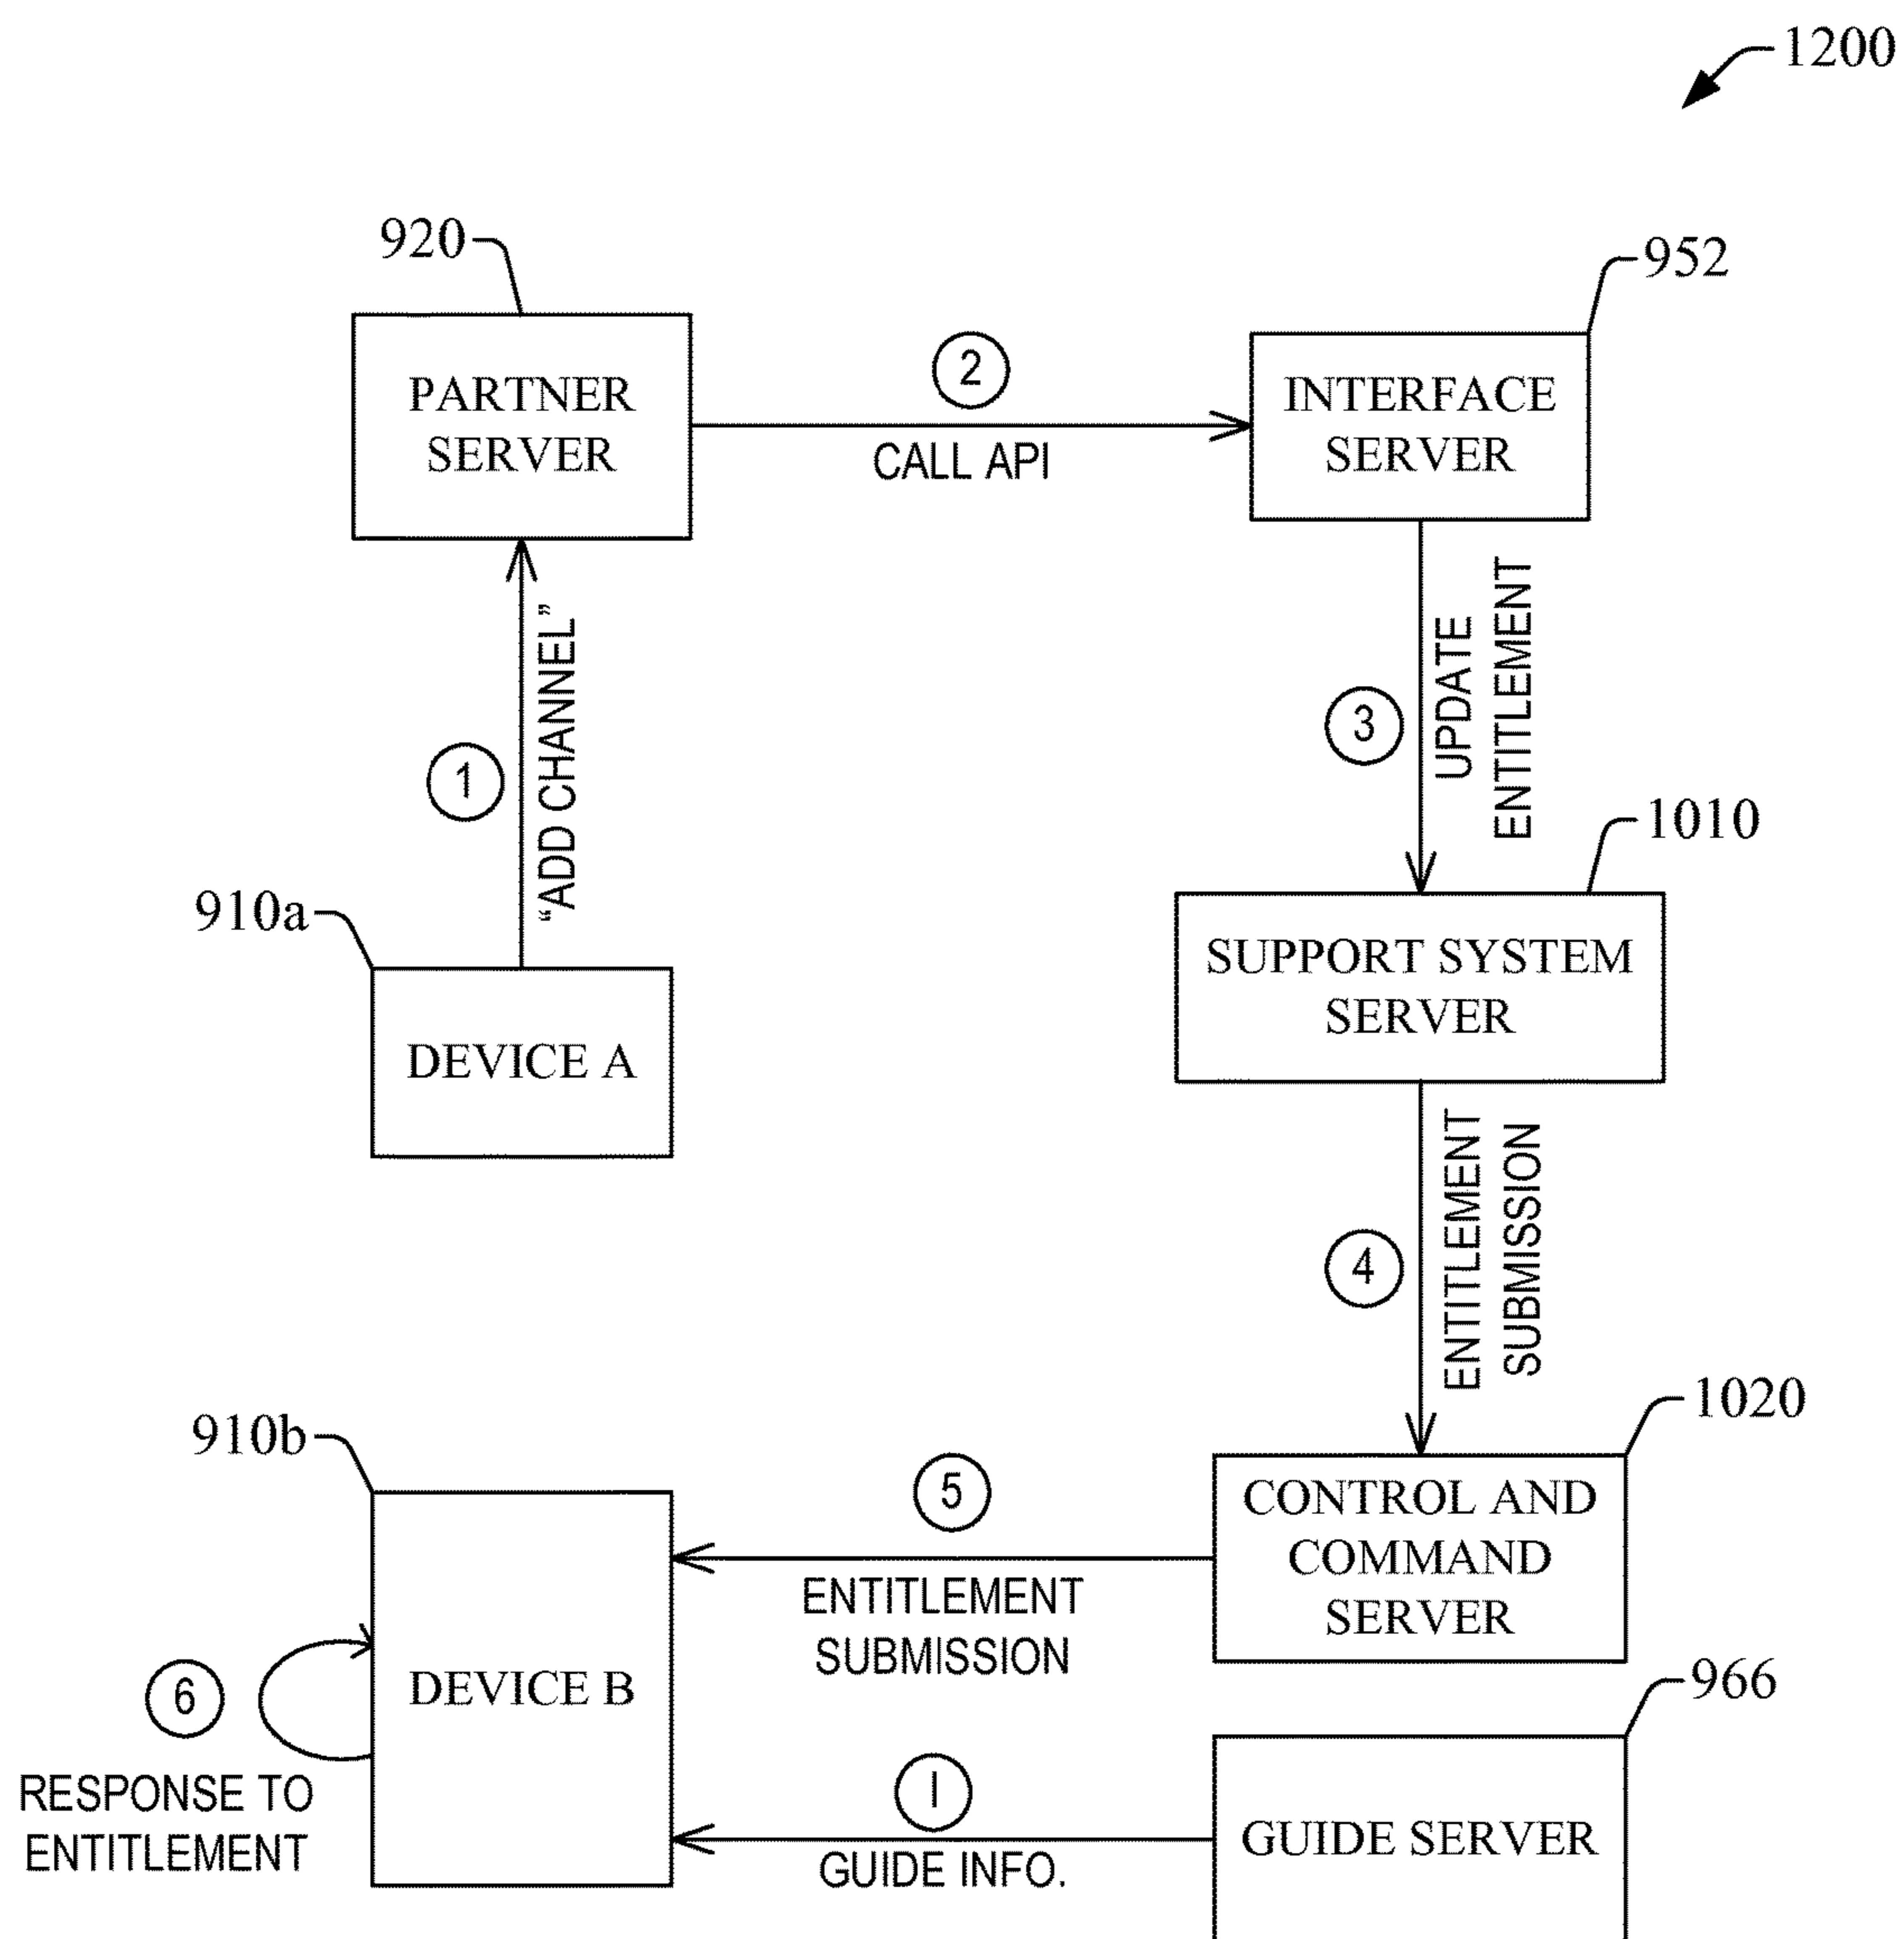 1200
920
952
PARTNER
SERVER
2
CALL API
INTERFACE
SERVER
1
“ADD CHANNEL”
3
UPDATE
ENTITLEMENT
910a
DEVICE A
1010
SUPPORT SYSTEM
SERVER
4
ENTITLEMENT
SUBMISSION
910b
1020
5
ENTITLEMENT
SUBMISSION
CONTROL AND
COMMAND
SERVER
DEVICE B
6
RESPONSE TO
ENTITLEMENT
966
I
GUIDE INFO.
GUIDE SERVER